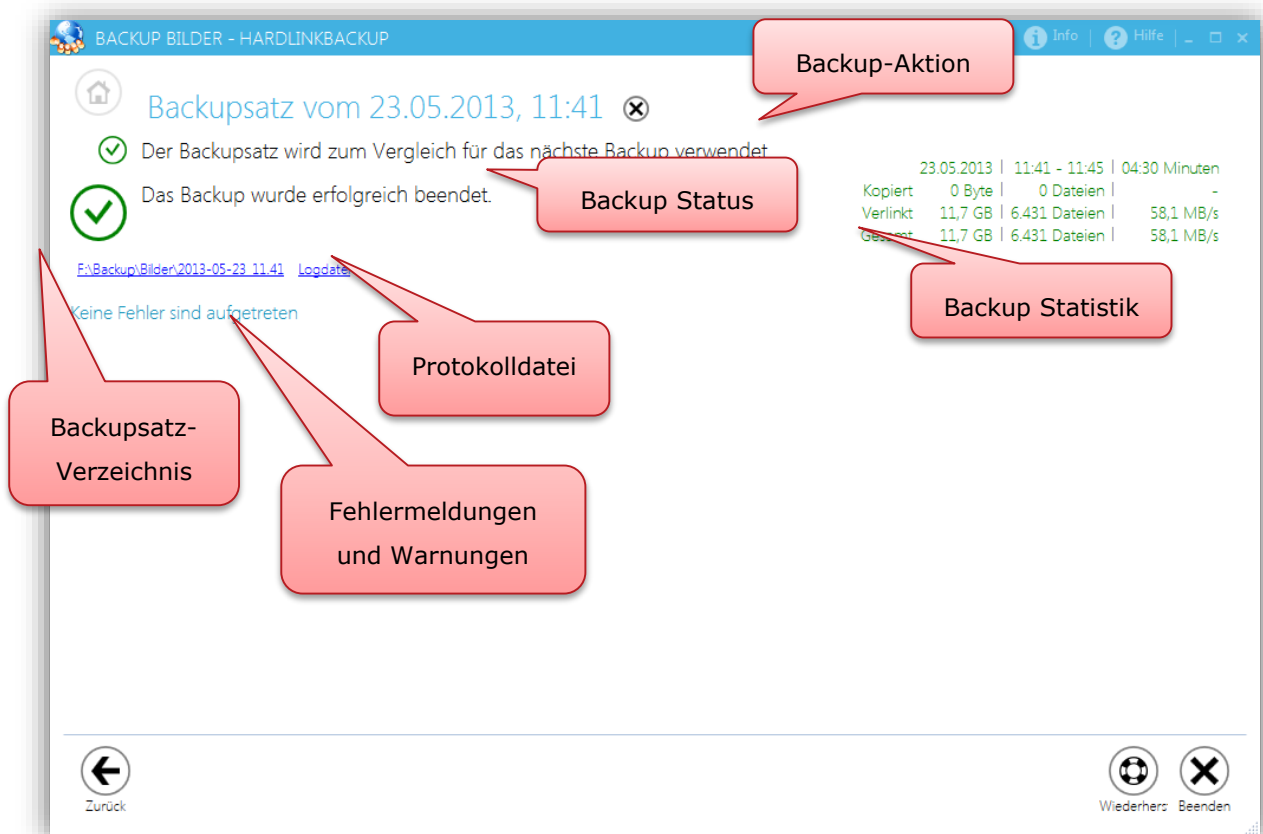 BACKUP BILDER - HARDLINKBACKUP
Info | Hilfe
Backup-Aktion
Backupsatz vom 23.05.2013, 11:41
Der Backupsatz wird zum Vergleich für das nächste Backup verwendet
Das Backup wurde erfolgreich beendet.
Backup Status
23.05.2013 | 11:41 - 11:45 | 04:30 Minuten
Kopiert 0 Byte | 0 Dateien | -
Verlinkt 11,7 GB | 6.431 Dateien | 58,1 MB/s
Gesamt 11,7 GB | 6.431 Dateien | 58,1 MB/s
Backup Statistik
F:\Backup\Bilder\2013-05-23_11.41 Logdatei
Keine Fehler sind aufgetreten
Protokolldatei
Backupsatz-
Verzeichnis
Fehlermeldungen
und Warnungen
Zurück
Wiederhers Beenden